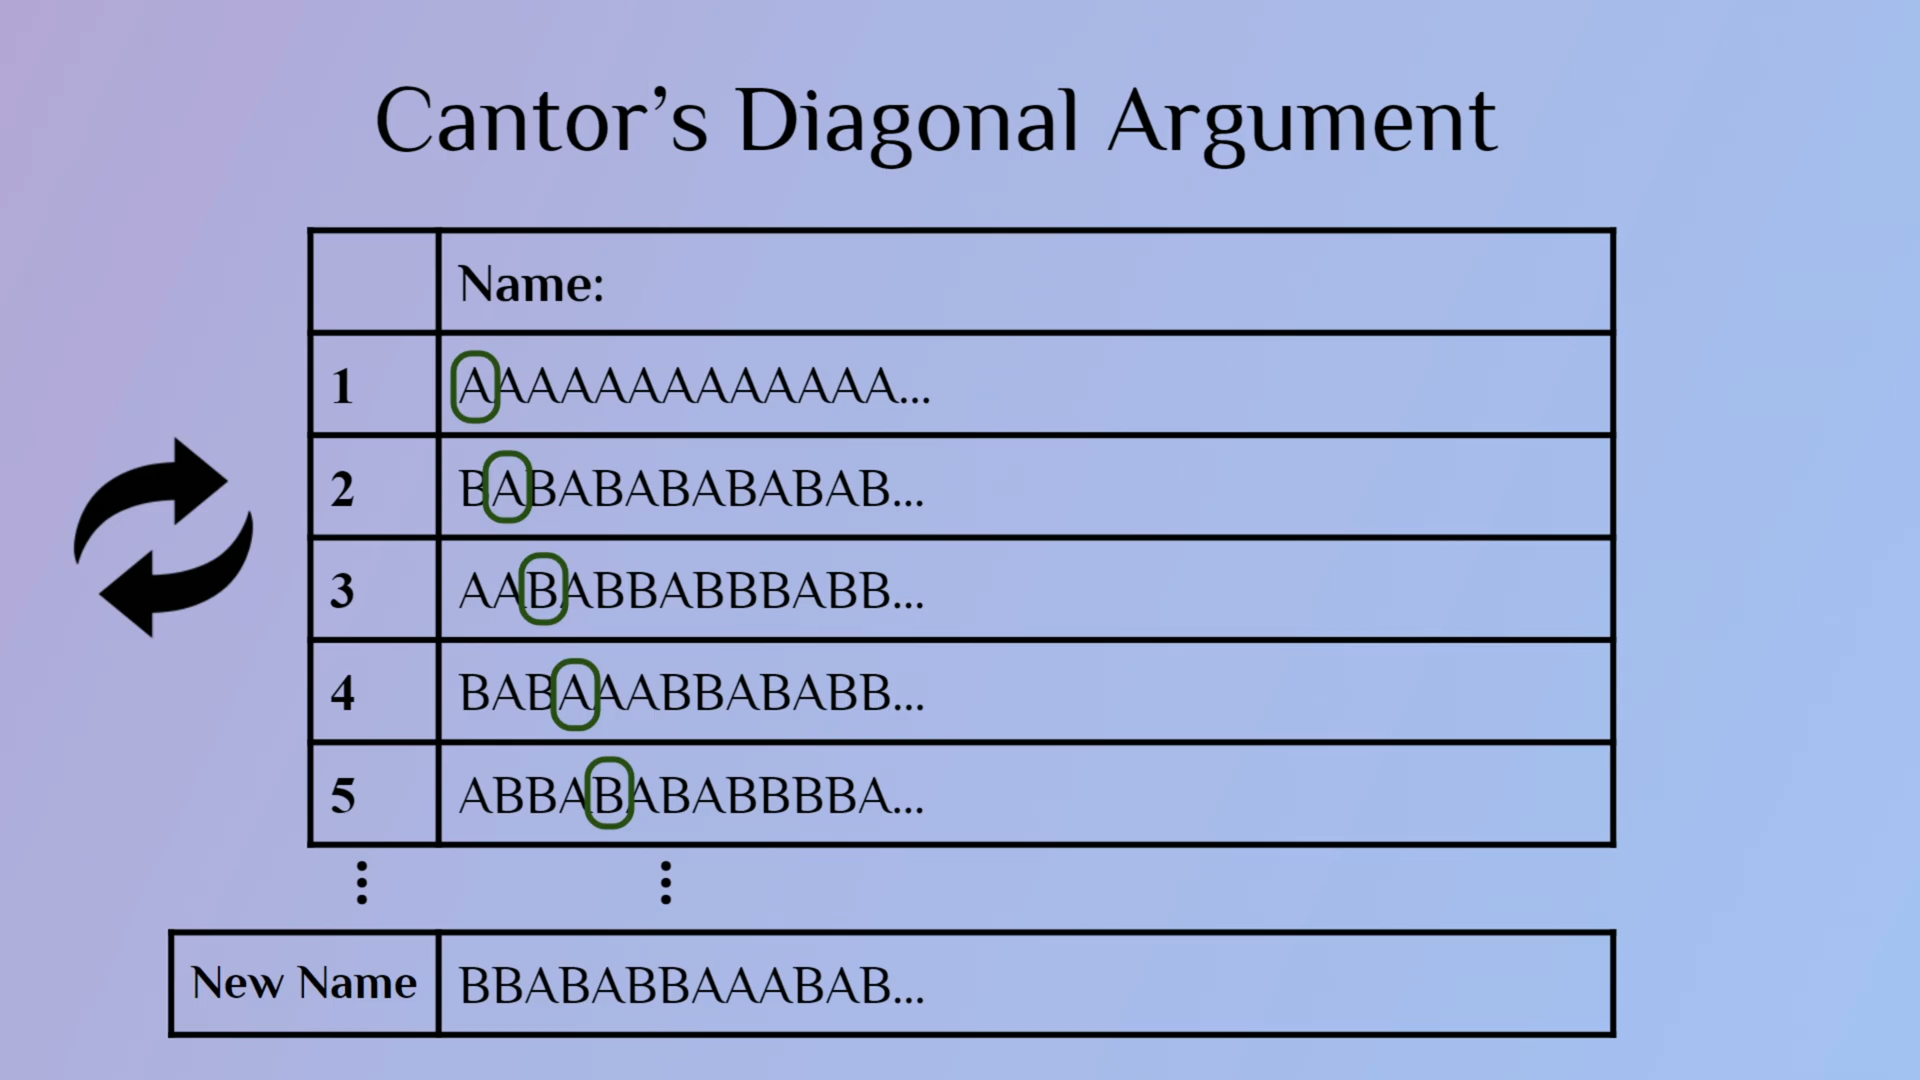 Cantor’s Diagonal Argument
Name:
1 AAAAAAAAAAAAA...
2 BABABABABABAB...
3 AABABBABBBABB...
4 BABAAABBABABB...
5 ABBABABABBBBA...
New Name BBABABBAAABAB...